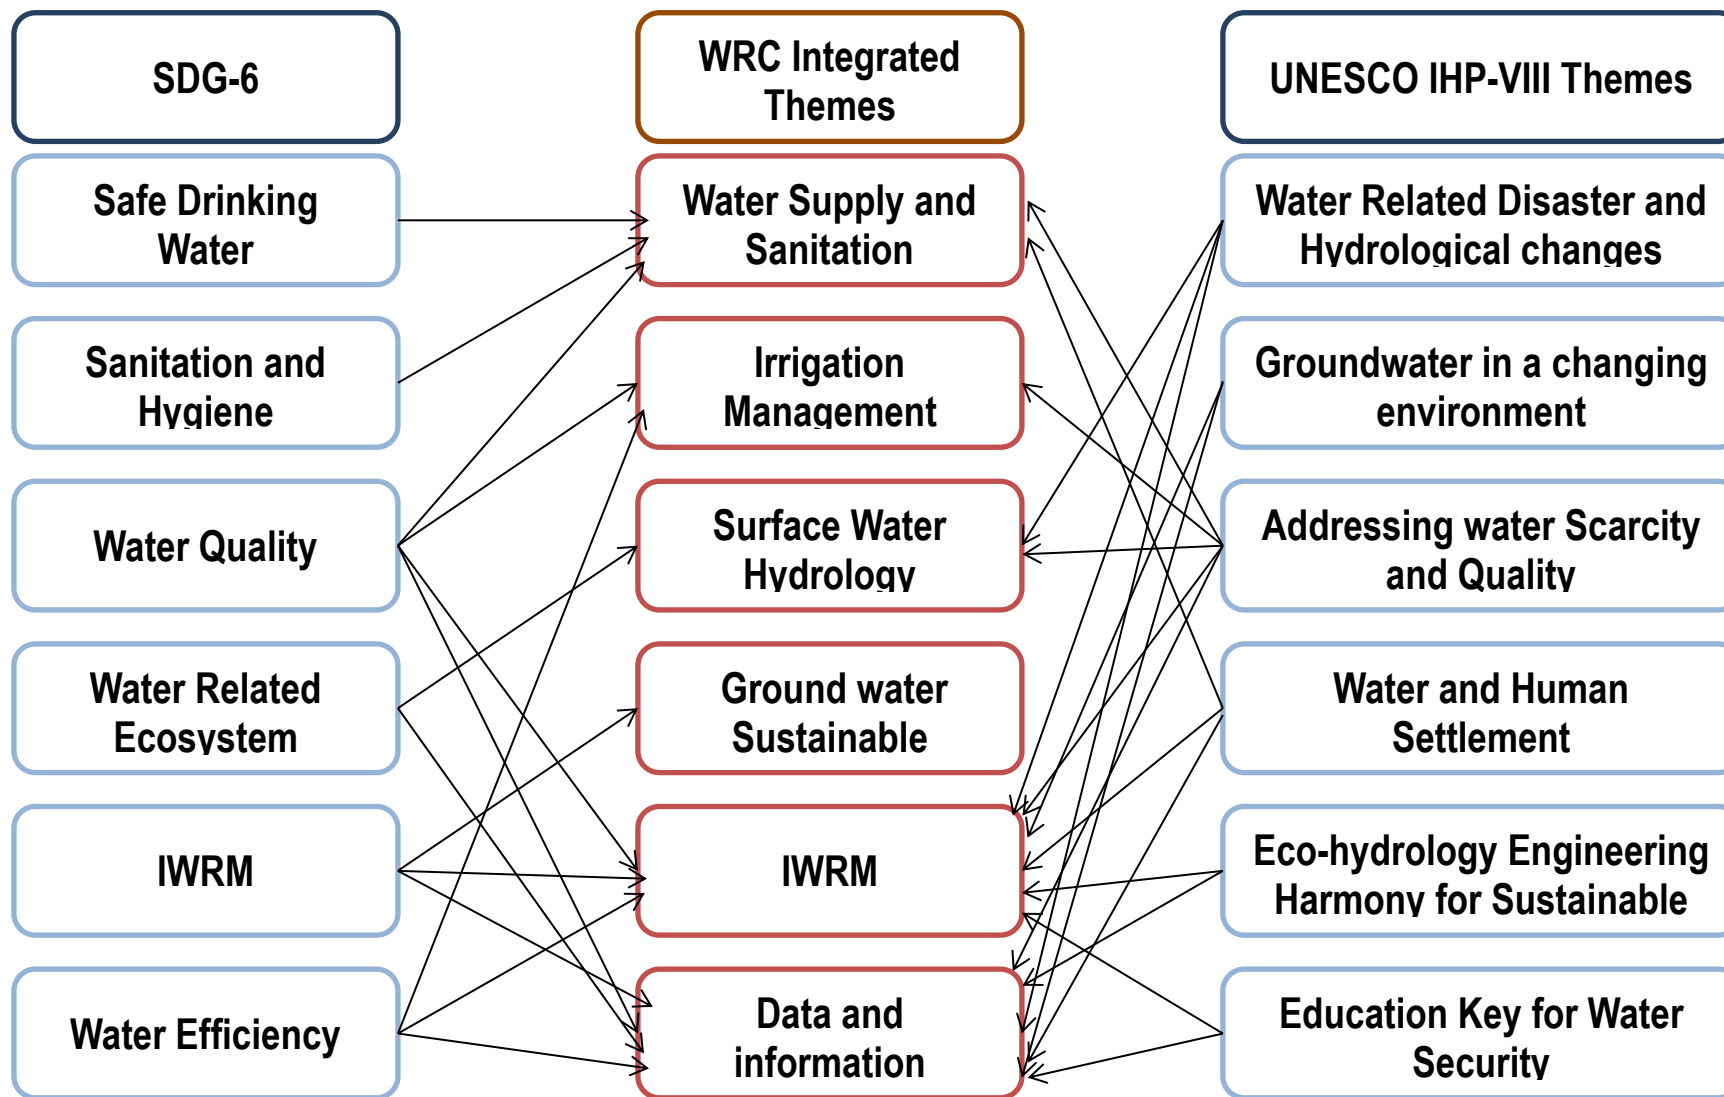 SDG-6
WRC Integrated
Themes
UNESCO IHP-VIII Themes
Safe Drinking
Water
Water Supply and
Sanitation
Water Related Disaster and
Hydrological changes
Sanitation and
Hygiene
Irrigation
Management
Groundwater in a changing
environment
Water Quality
Surface Water
Hydrology
Addressing water Scarcity
and Quality
Water Related
Ecosystem
Ground water
Sustainable
Water and Human
Settlement
IWRM
IWRM
Eco-hydrology Engineering
Harmony for Sustainable
Water Efficiency
Data and
information
Education Key for Water
Security